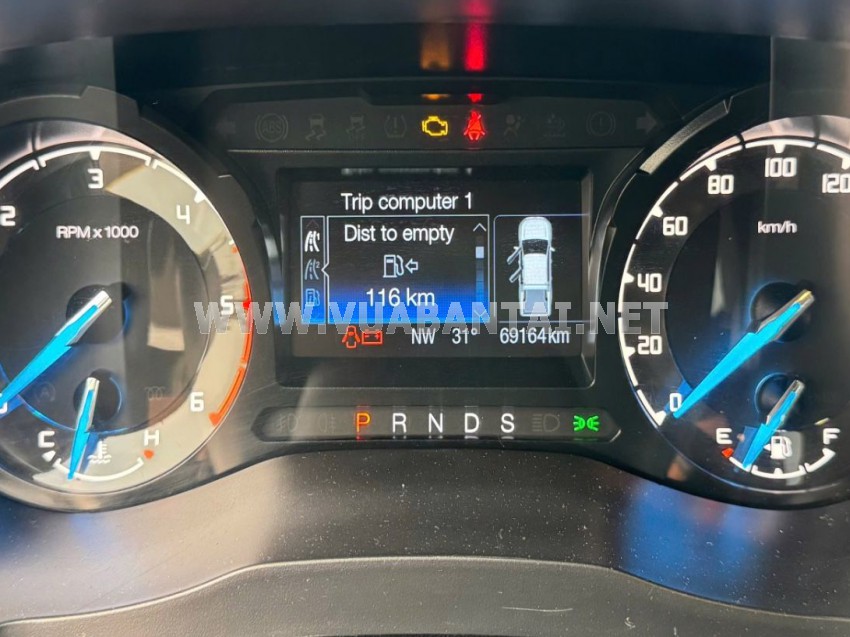 Trip computer 1
Dist to empty
116 km
NW 31° 69164km
P R N D S
2 3 4 5 6
RPM x 1000
C H
0 20 40 60 80 100 120
km/h
E F
WWW.VUABANTAI.NET